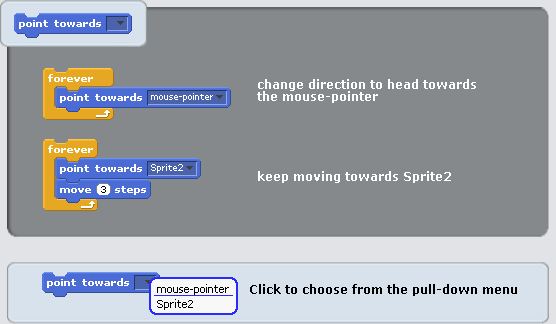 point towards
forever
point towards mouse-pointer
change direction to head towards
the mouse-pointer
forever
point towards Sprite2
move 3 steps
keep moving towards Sprite2
point towards
mouse-pointer
Sprite2
Click to choose from the pull-down menu